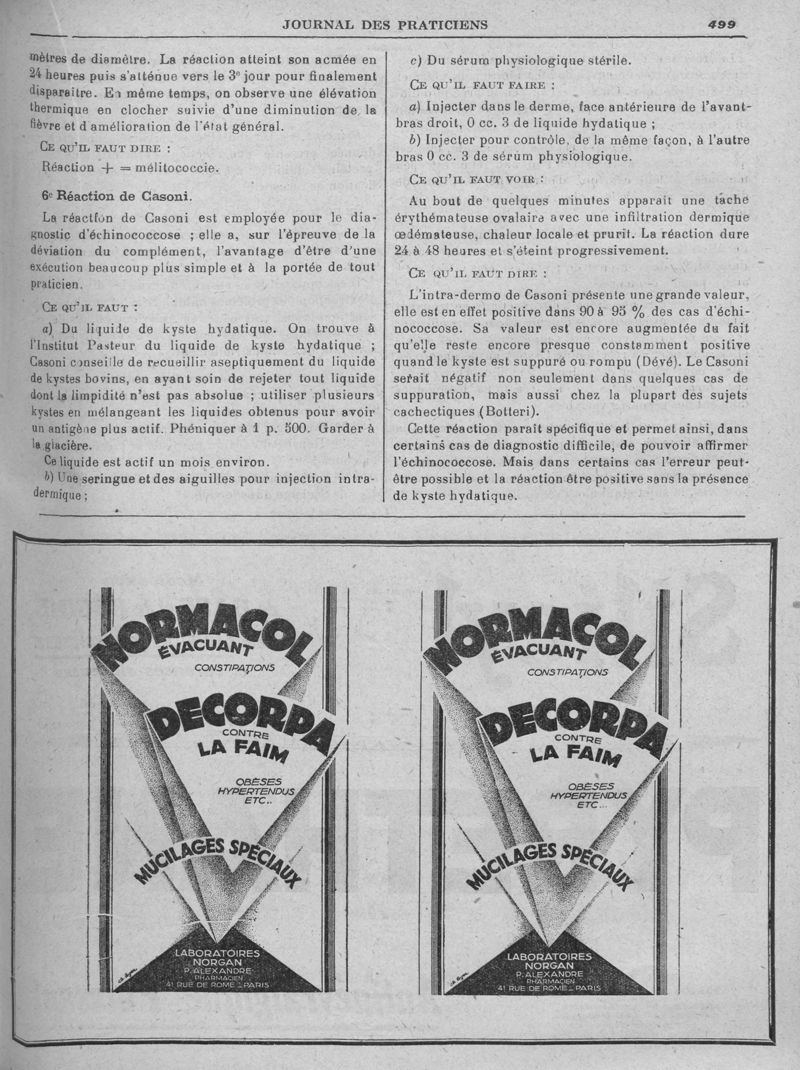 JOURNAL DES PRATICIENS
499
mètres de diamètre. La réaction atteint son acmée en
24 heures puis s'atténue vers le 3e jour pour finalement
disparaitre. En même temps, on observe une élévation
thermique en clocher suivie d'une diminution de la
fièvre et d'amélioration de l'état général.
CE QU'IL FAUT DIRE :
Réaction + = mélitococcie.
6e Réaction de Casoni.
La réaction de Casoni est employée pour le dia-
gnostic d'échinococcose ; elle a, sur l'épreuve de la
déviation du complément, l'avantage d'être d'une
exécution beaucoup plus simple et à la portée de tout
praticien.
CE QU'IL FAUT :
a) Du liquide de kyste hydatique. On trouve à
l'Institut Pasteur du liquide de kyste hydatique ;
Casoni conseille de recueillir aseptiquement du liquide
de kystes bovins, en ayant soin de rejeter tout liquide
dont la limpidité n'est pas absolue ; utiliser plusieurs
kystes en mélangeant les liquides obtenus pour avoir
un antigène plus actif. Phéniquer à 1 p. 500. Garder à
la glacière.
Ce liquide est actif un mois environ.
b) Une seringue et des aiguilles pour injection intra-
dermique ;
c) Du sérum physiologique stérile.
CE QU'IL FAUT FAIRE :
a) Injecter dans le derme, face antérieure de l'avant-
bras droit, 0 cc. 3 de liquide hydatique ;
b) Injecter pour contrôle, de la même façon, à l'autre
bras 0 cc. 3 de sérum physiologique.
CE QU'IL FAUT VOIR :
Au bout de quelques minutes apparaît une tache
érythémateuse ovalaire avec une infiltration dermique
œdémateuse, chaleur locale et prurit. La réaction dure
24 à 48 heures et s'éteint progressivement.
CE QU'IL FAUT DIRE :
L'intra-dermo de Casoni présente une grande valeur,
elle est en effet positive dans 90 à 95 % des cas d'échi-
nococcose. Sa valeur est encore augmentée du fait
qu'elle reste encore presque constamment positive
quand le kyste est suppuré ou rompu (Dévé). Le Casoni
serait négatif non seulement dans quelques cas de
suppuration, mais aussi chez la plupart des sujets
cachectiques (Botteri).
Cette réaction paraît spécifique et permet ainsi, dans
certains cas de diagnostic difficile, de pouvoir affirmer
l'échinococcose. Mais dans certains cas l'erreur peut-
être possible et la réaction être positive sans la présence
de kyste hydatique.
NORMACOL
ÉVACUANT
CONSTIPATIONS
DECORPA
CONTRE
LA FAIM
OBÈSES
HYPERTENDUS
ETC..
MUCILAGES SPÉCIAUX
LABORATOIRES
NORGAN
P. ALEXANDRE
PHARMACIEN
41 RUE DE ROME _ PARIS
NORMACOL
ÉVACUANT
CONSTIPATIONS
DECORPA
CONTRE
LA FAIM
OBÈSES
HYPERTENDUS
ETC...
MUCILAGES SPÉCIAUX
LABORATOIRES
NORGAN
P. ALEXANDRE
PHARMACIEN
41 RUE DE ROME _ PARIS